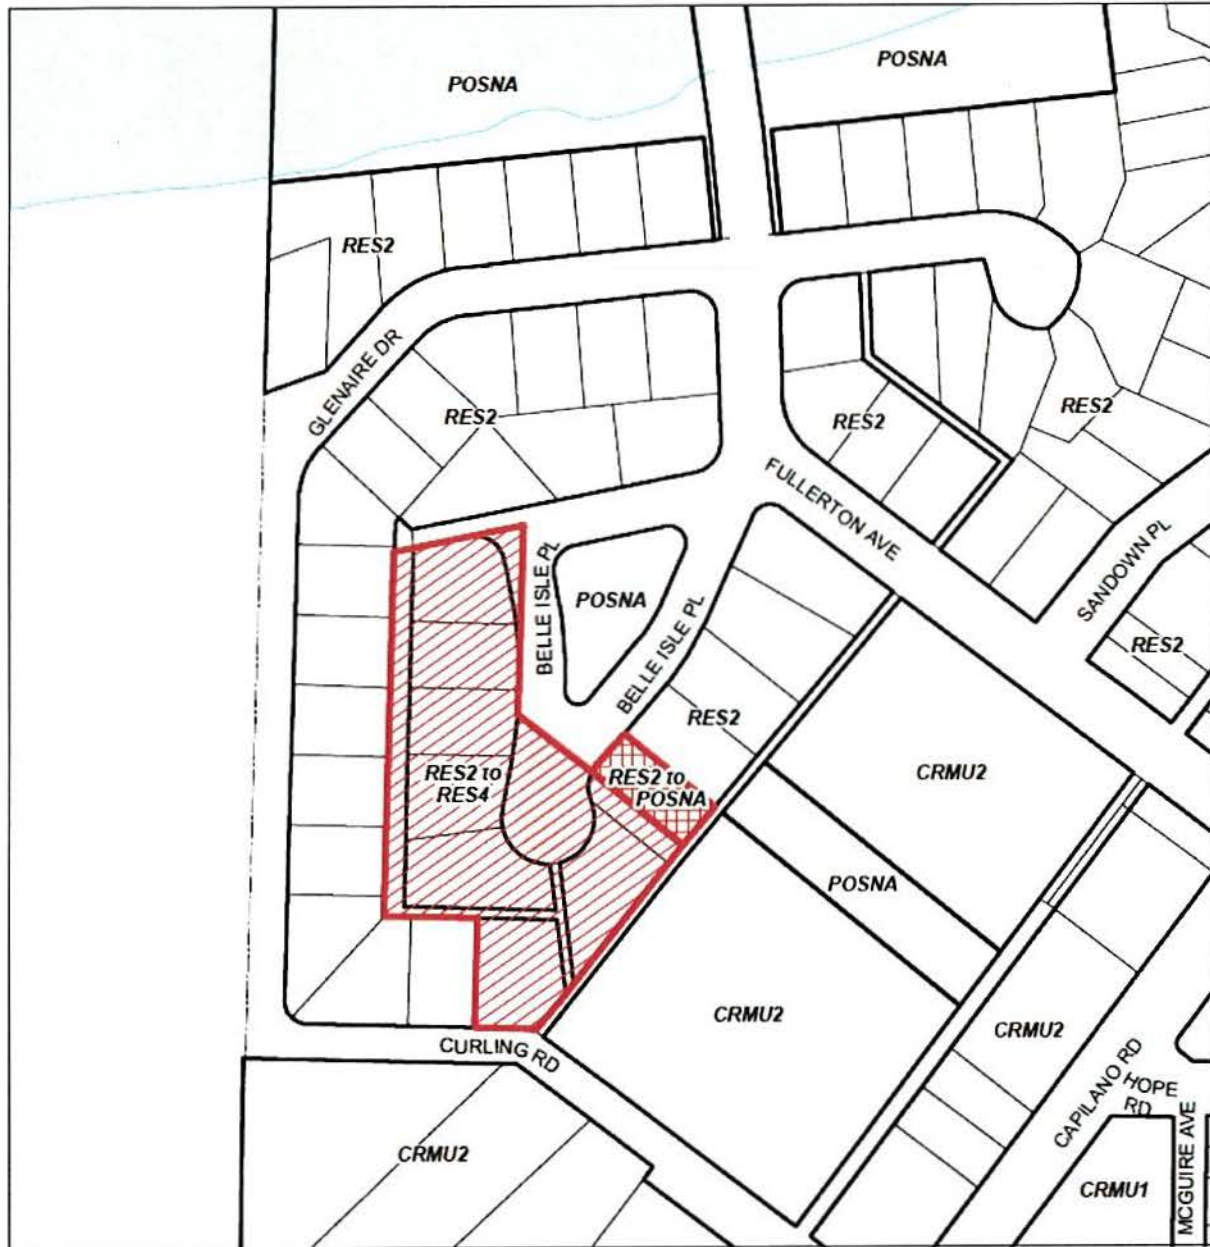 POSNA
POSNA
RES2
GLENAIRE DR
RES2
RES2
RES2
FULLERTON AVE
SANDOWN PL
BELLE ISLE PL
POSNA
BELLE ISLE PL
RES2
RES2
RES2 to
RES4
RES2 to
POSNA
CRMU2
POSNA
CRMU2
CRMU2
CURLING RD
CAPILANO RD
HOPE
RD
MCGUIRE AVE
CRMU2
CRMU1